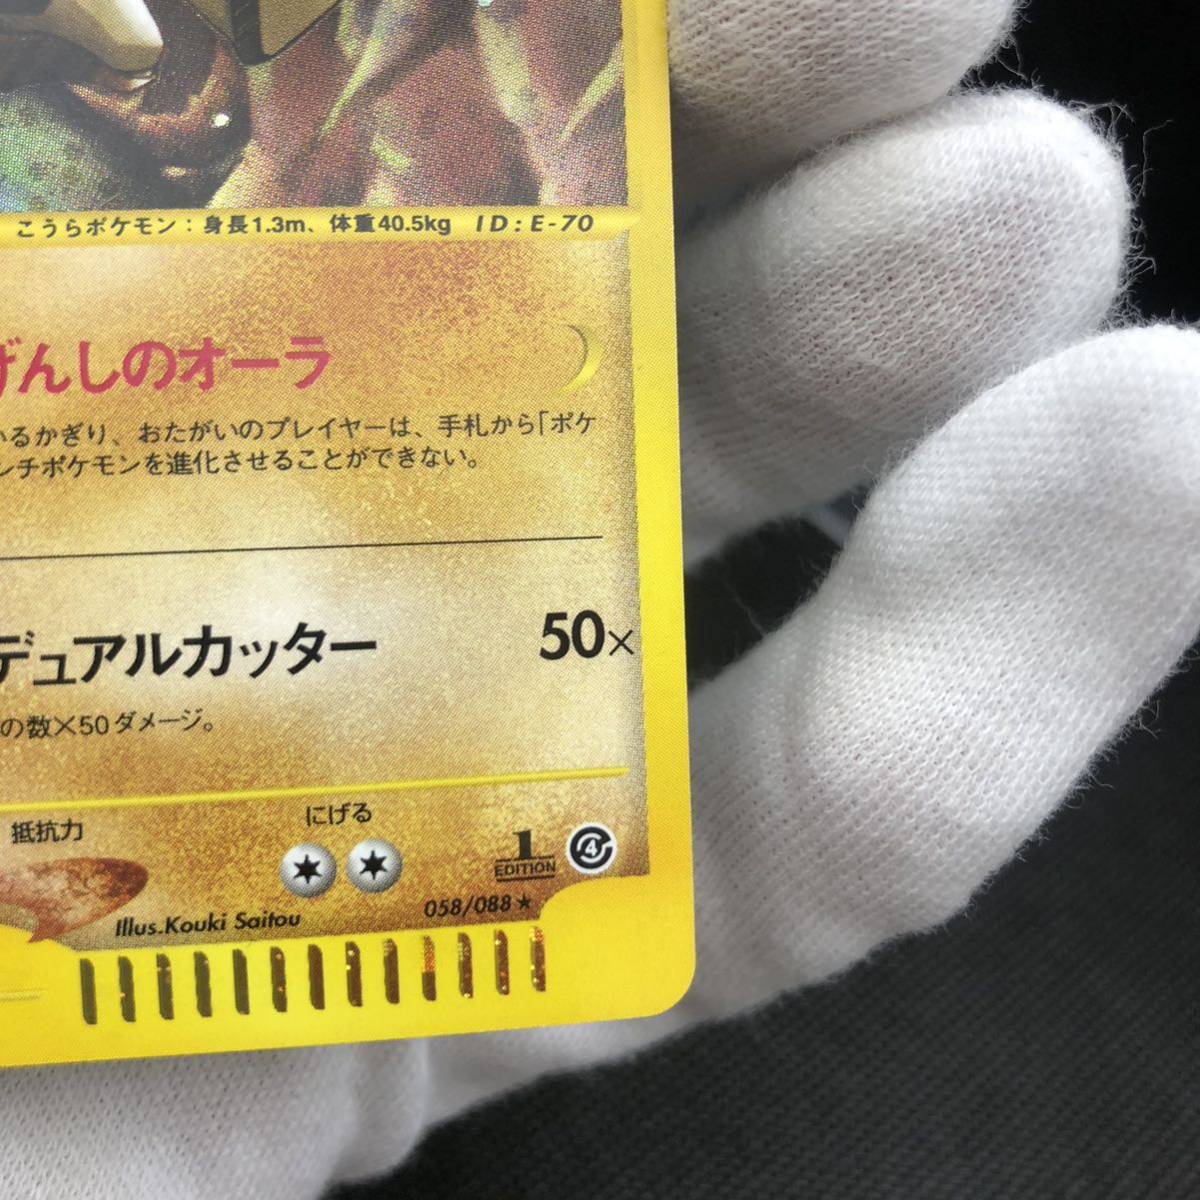 こうらポケモン：身長1.3m、体重40.5kg ID:E-70
げんしのオーラ
いるかぎり、おたがいのプレイヤーは、手札から「ポケ
ンチポケモンを進化させることができない。
デュアルカッター 50×
の数×50ダメージ。
抵抗力 にげる
1 EDITION 4
Illus.Kouki Saitou 058/088★